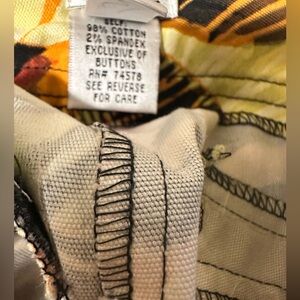 SELF:
98% COTTON
2% SPANDEX
EXCLUSIVE OF
BUTTONS
RN# 74578
SEE REVERSE
FOR CARE